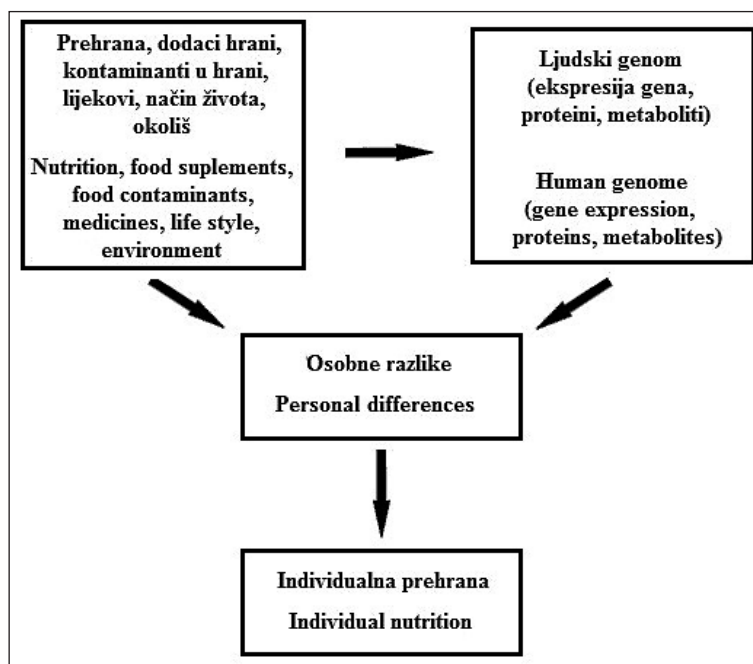 Prehrana, dodaci hrani,
kontaminanti u hrani,
lijekovi, način života,
okoliš
Nutrition, food suplements,
food contaminants,
medicines, life style,
environment
Ljudski genom
(ekspresija gena,
proteini, metaboliti)
Human genome
(gene expression,
proteins, metabolites)
Osobne razlike
Personal differences
Individualna prehrana
Individual nutrition